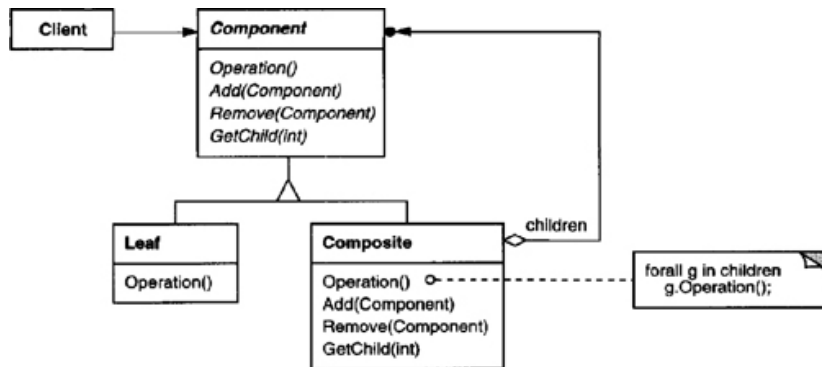 Client
Component
Operation()
Add(Component)
Remove(Component)
GetChild(int)
Leaf
Operation()
Composite
Operation()
Add(Component)
Remove(Component)
GetChild(int)
children
forall g in children
g.Operation();